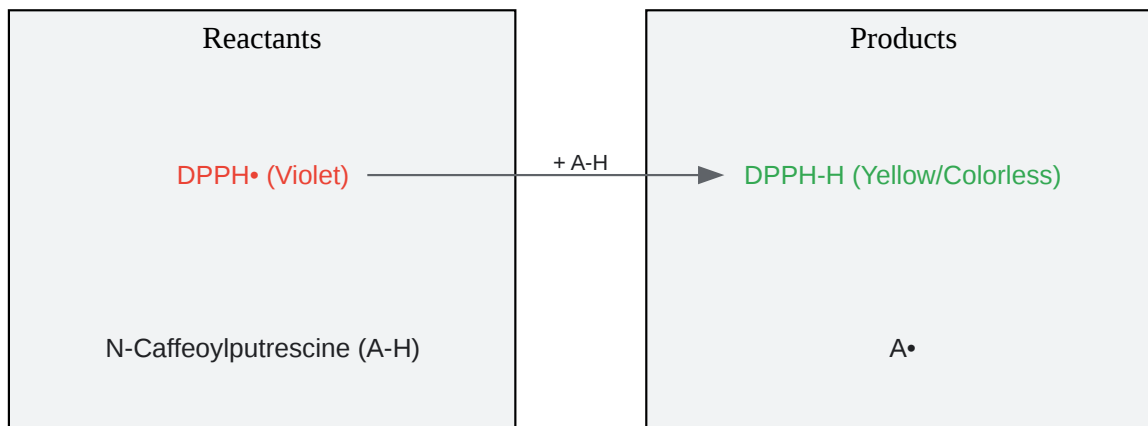 Reactants
Products
+ A-H
DPPH• (Violet)
DPPH-H (Yellow/Colorless)
N-Caffeoylputrescine (A-H)
A•